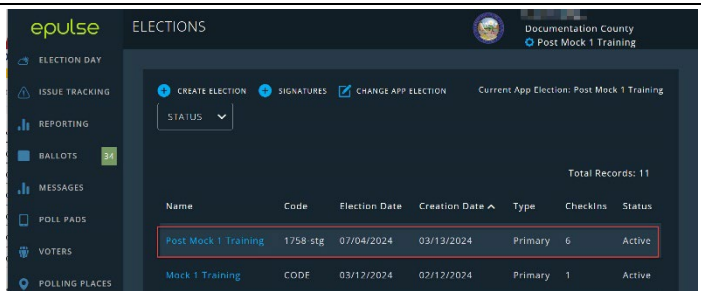 epulse
ELECTIONS
Documentation County
Post Mock 1 Training
ELECTION DAY
ISSUE TRACKING
REPORTING
BALLOTS 34
MESSAGES
POLL PADS
VOTERS
POLLING PLACES
CREATE ELECTION SIGNATURES CHANGE APP ELECTION Current App Election: Post Mock 1 Training
STATUS
Total Records: 11
Name Code Election Date Creation Date Type CheckIns Status
Post Mock 1 Training 1758-stg 07/04/2024 03/13/2024 Primary 6 Active
Mock 1 Training CODE 03/12/2024 02/12/2024 Primary 1 Active